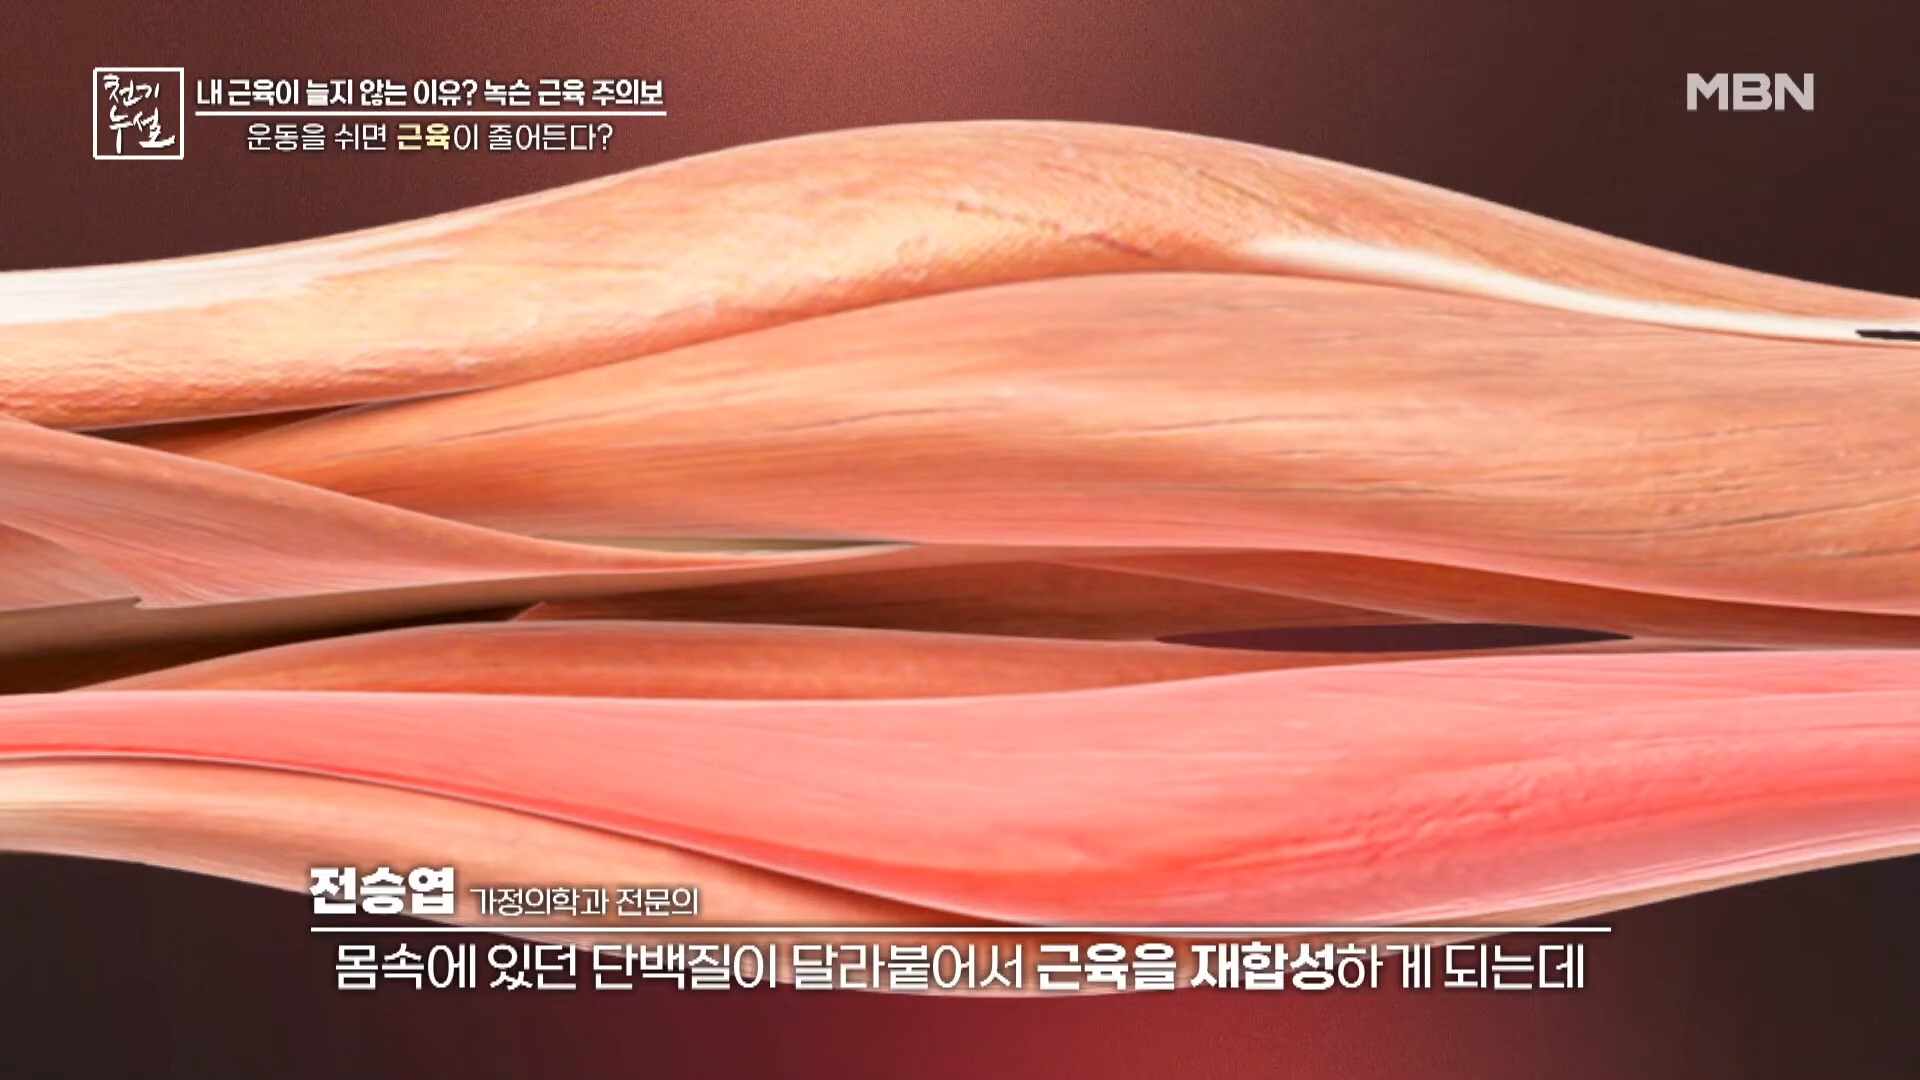 천기누설
내 근육이 늘지 않는 이유? 녹슨 근육 주의보
운동을 쉬면 근육이 줄어든다?
MBN
전승엽 가정의학과 전문의
몸속에 있던 단백질이 달라붙어서 근육을 재합성하게 되는데